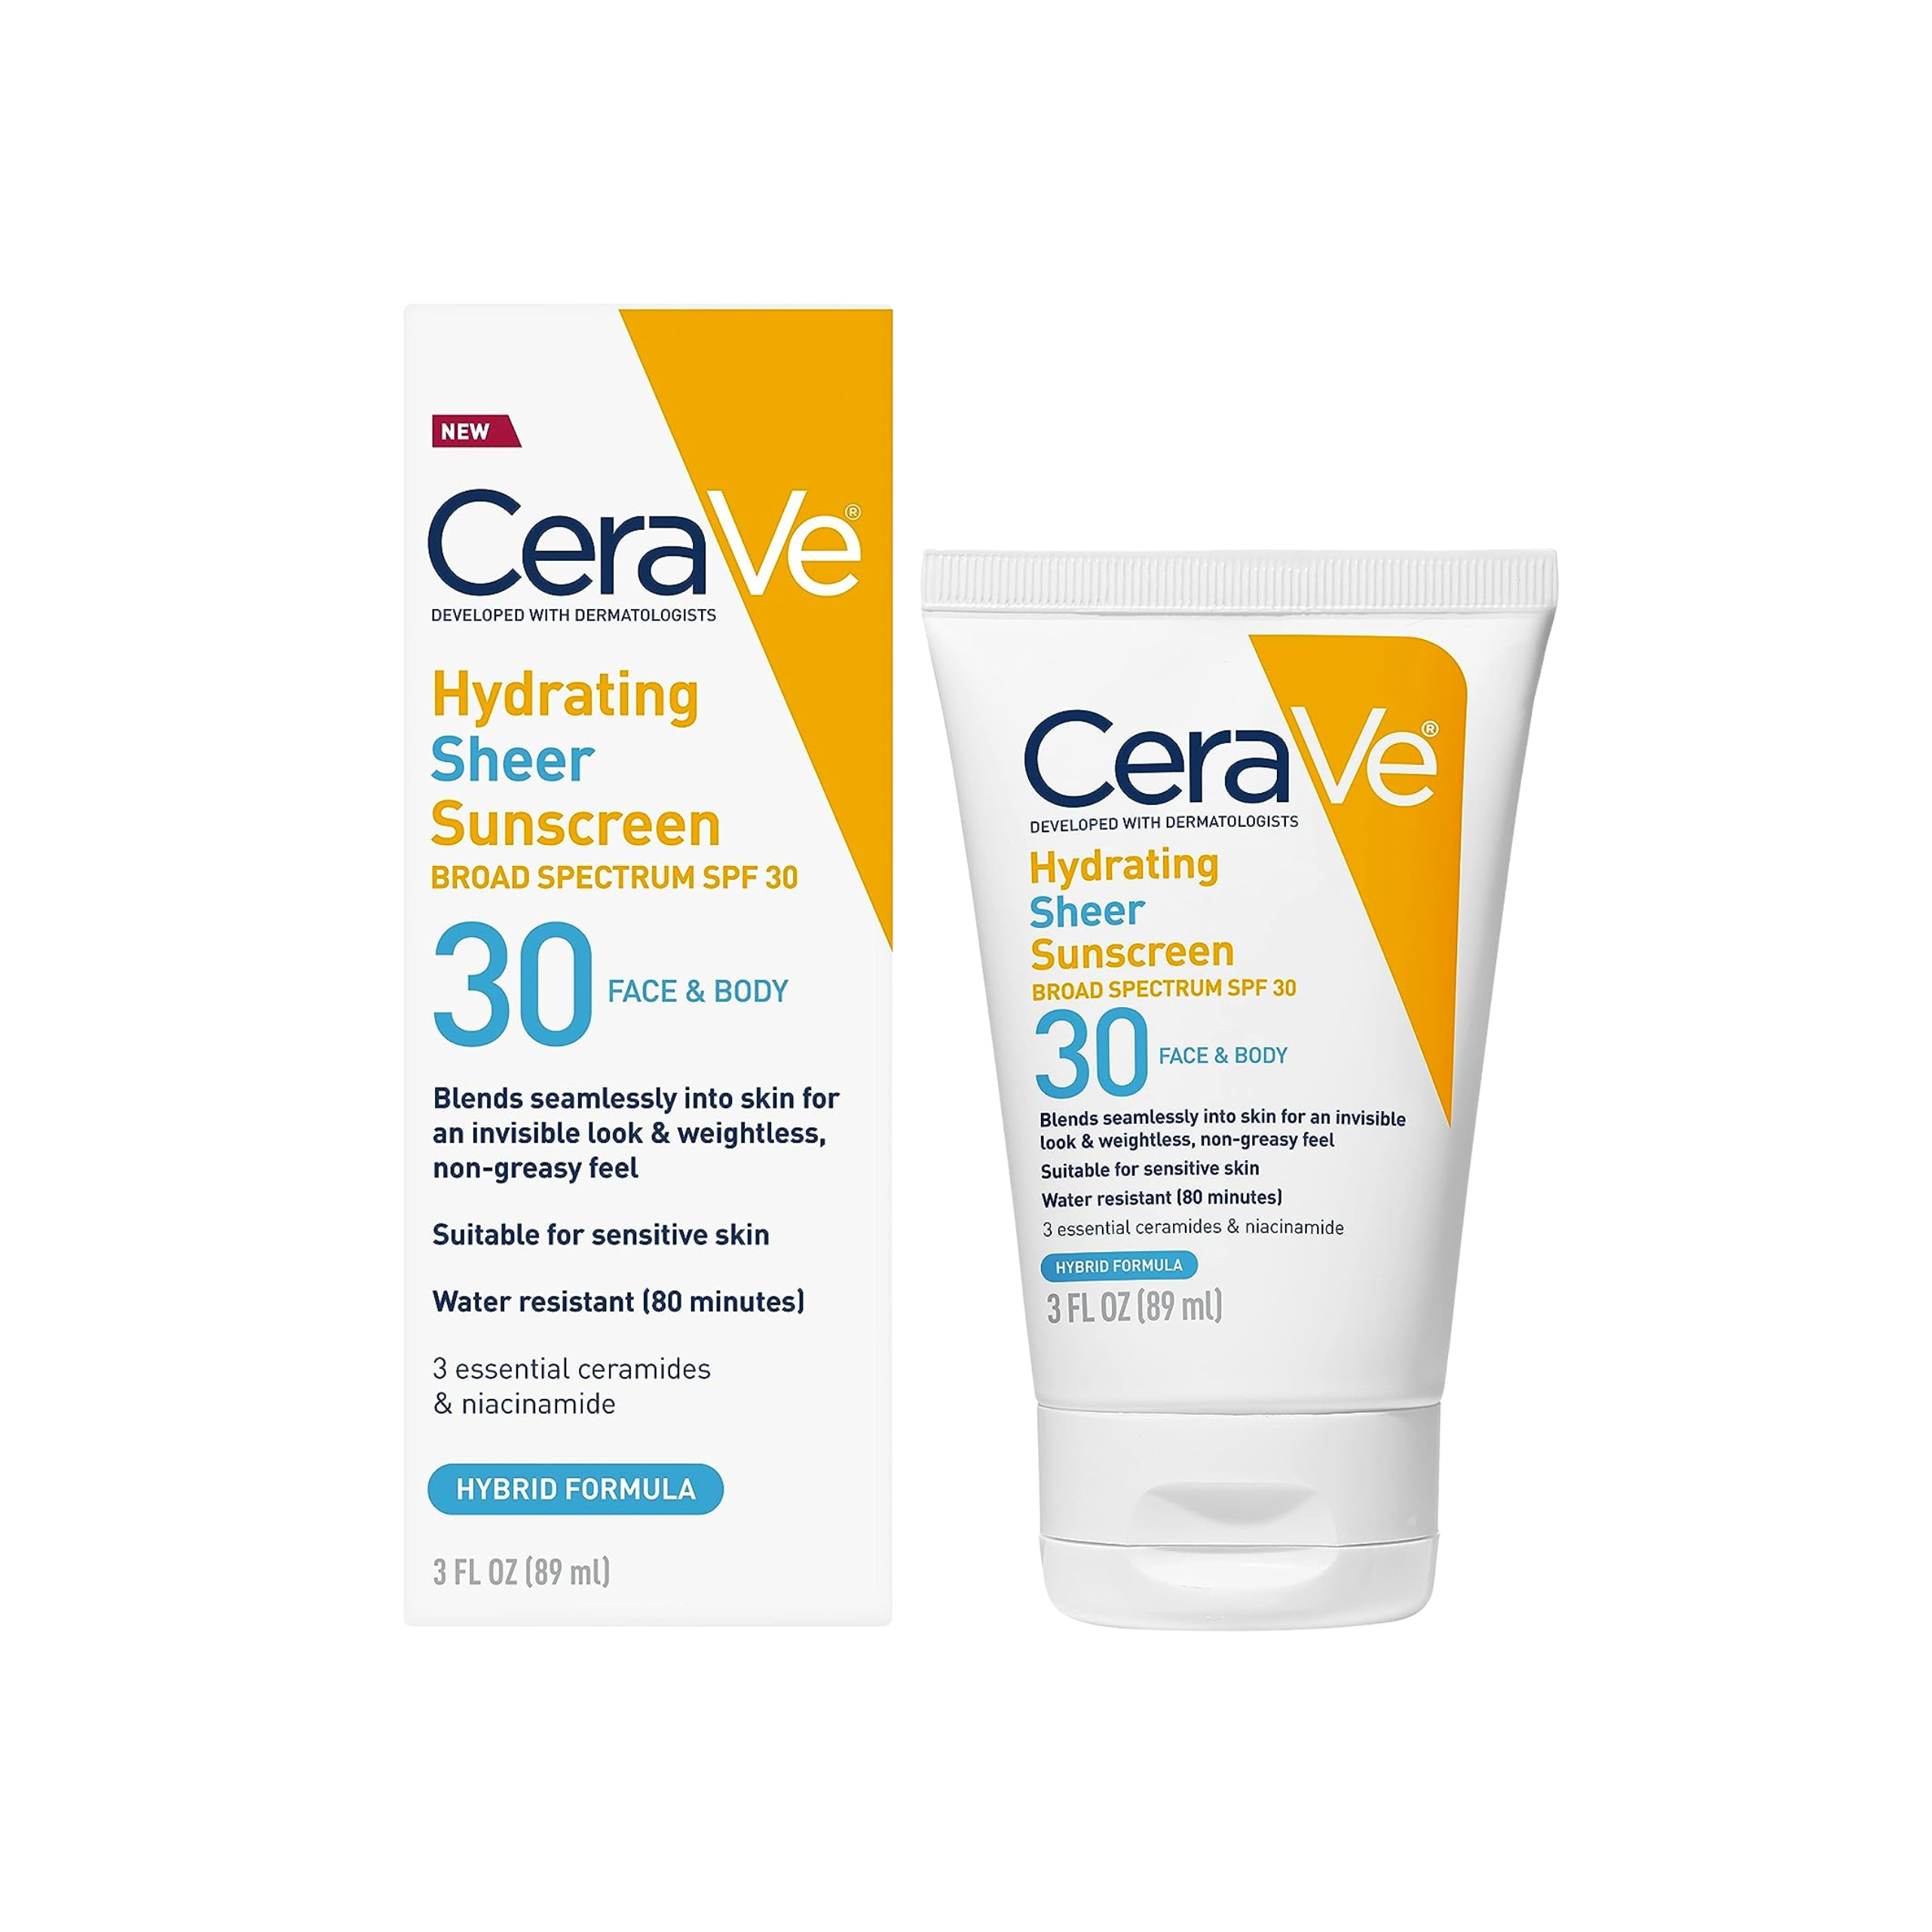 NEW
CeraVe®
DEVELOPED WITH DERMATOLOGISTS
Hydrating
Sheer
Sunscreen
BROAD SPECTRUM SPF 30
30 FACE & BODY
Blends seamlessly into skin for
an invisible look & weightless,
non-greasy feel
Suitable for sensitive skin
Water resistant (80 minutes)
3 essential ceramides
& niacinamide
HYBRID FORMULA
3 FL OZ (89 ml)
CeraVe®
DEVELOPED WITH DERMATOLOGISTS
Hydrating
Sheer
Sunscreen
BROAD SPECTRUM SPF 30
30 FACE & BODY
Blends seamlessly into skin for an invisible
look & weightless, non-greasy feel
Suitable for sensitive skin
Water resistant (80 minutes)
3 essential ceramides & niacinamide
HYBRID FORMULA
3 FL OZ (89 ml)